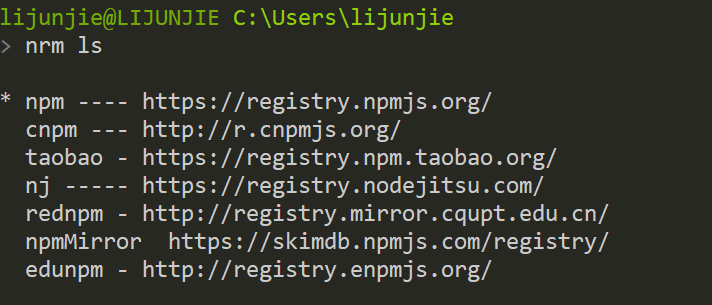 lijunjie@LIJUNJIE C:\Users\lijunjie
> nrm ls
* npm ---- https://registry.npmjs.org/
cnpm --- http://r.cnpmjs.org/
taobao - https://registry.npm.taobao.org/
nj ----- https://registry.nodejitsu.com/
rednpm - http://registry.mirror.cqupt.edu.cn/
npmMirror  https://skimdb.npmjs.com/registry/
edunpm - http://registry.enpmjs.org/